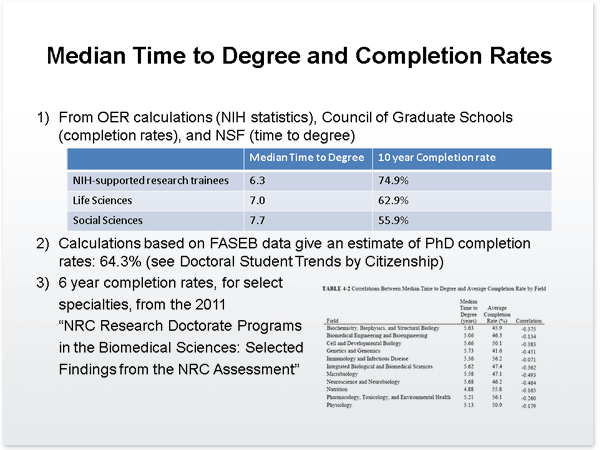 Median Time to Degree and Completion Rates
1) From OER calculations (NIH statistics), Council of Graduate Schools
(completion rates), and NSF (time to degree)
Median Time to Degree 10 year Completion rate
NIH-supported research trainees 6.3 74.9%
Life Sciences 7.0 62.9%
Social Sciences 7.7 55.9%
2) Calculations based on FASEB data give an estimate of PhD completion
rates: 64.3% (see Doctoral Student Trends by Citizenship)
3) 6 year completion rates, for select
specialties, from the 2011
“NRC Research Doctorate Programs
in the Biomedical Sciences: Selected
Findings from the NRC Assessment”
TABLE 4-2 Correlations Between Median Time to Degree and Average Completion Rate by Field
Median
Time to Average
Degree Completion
Field (years) Rate (%) Correlation
Biochemistry, Biophysics, and Structural Biology 5.63 45.9 -0.375
Biomedical Engineering and Bioengineering 5.06 46.3 -0.134
Cell and Developmental Biology 5.66 50.1 -0.383
Genetics and Genomics 5.73 41.6 -0.451
Immunology and Infectious Disease 5.36 56.2 -0.071
Integrated Biological and Biomedical Sciences 5.62 47.4 -0.362
Microbiology 5.58 47.1 -0.493
Neuroscience and Neurobiology 5.68 46.2 -0.464
Nutrition 4.88 55.8 -0.165
Pharmacology, Toxicology, and Environmental Health 5.21 56.1 -0.260
Physiology 5.13 50.9 -0.179